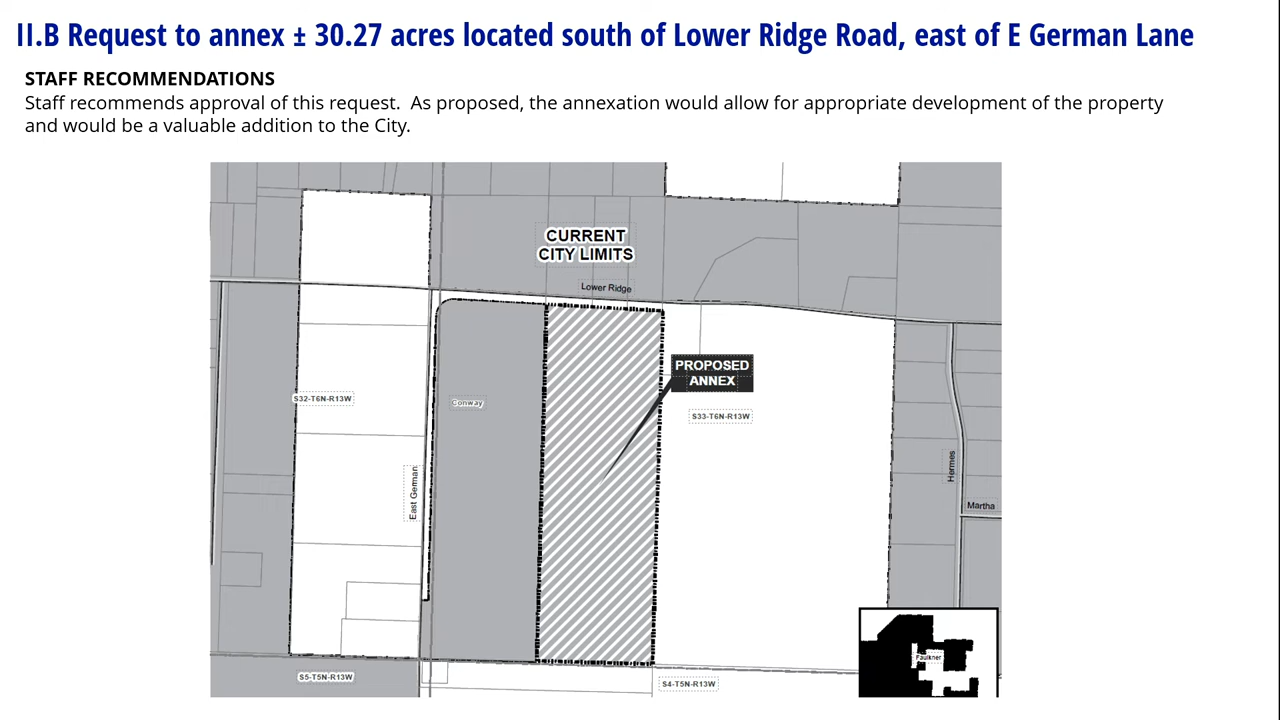 II.B Request to annex ± 30.27 acres located south of Lower Ridge Road, east of E German Lane
STAFF RECOMMENDATIONS
Staff recommends approval of this request.  As proposed, the annexation would allow for appropriate development of the property
and would be a valuable addition to the City.
CURRENT
CITY LIMITS
Lower Ridge
PROPOSED
ANNEX
S32-T6N-R13W
Conway
S33-T6N-R13W
East German
Hermes
Martha
Faulkner
S5-T5N-R13W
S4-T5N-R13W